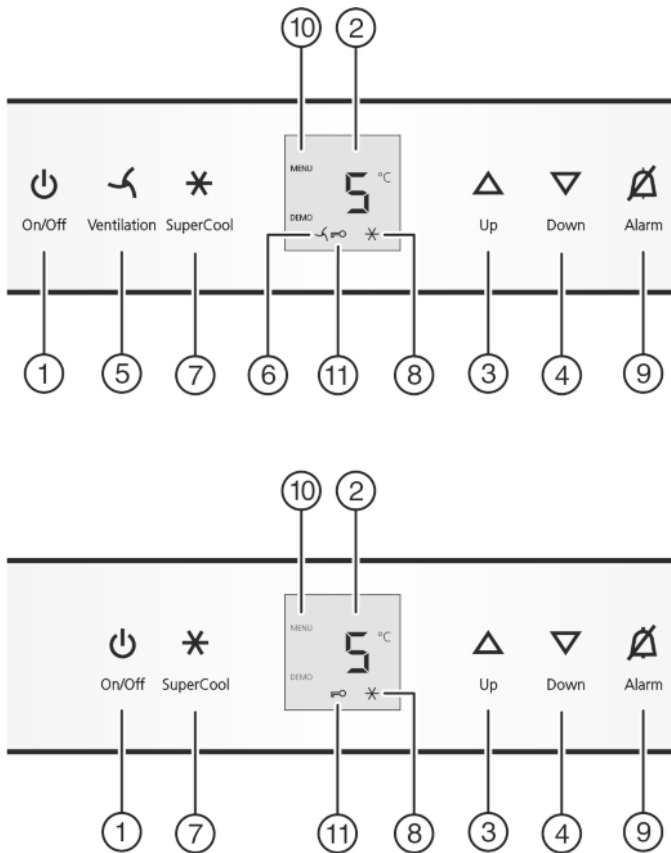 10 2
MENU
5 °C
DEMO
On/Off Ventilation SuperCool Up Down Alarm
1 5 7 6 11 8 3 4 9
10 2
MENU
5 °C
DEMO
On/Off SuperCool Up Down Alarm
1 7 11 8 3 4 9